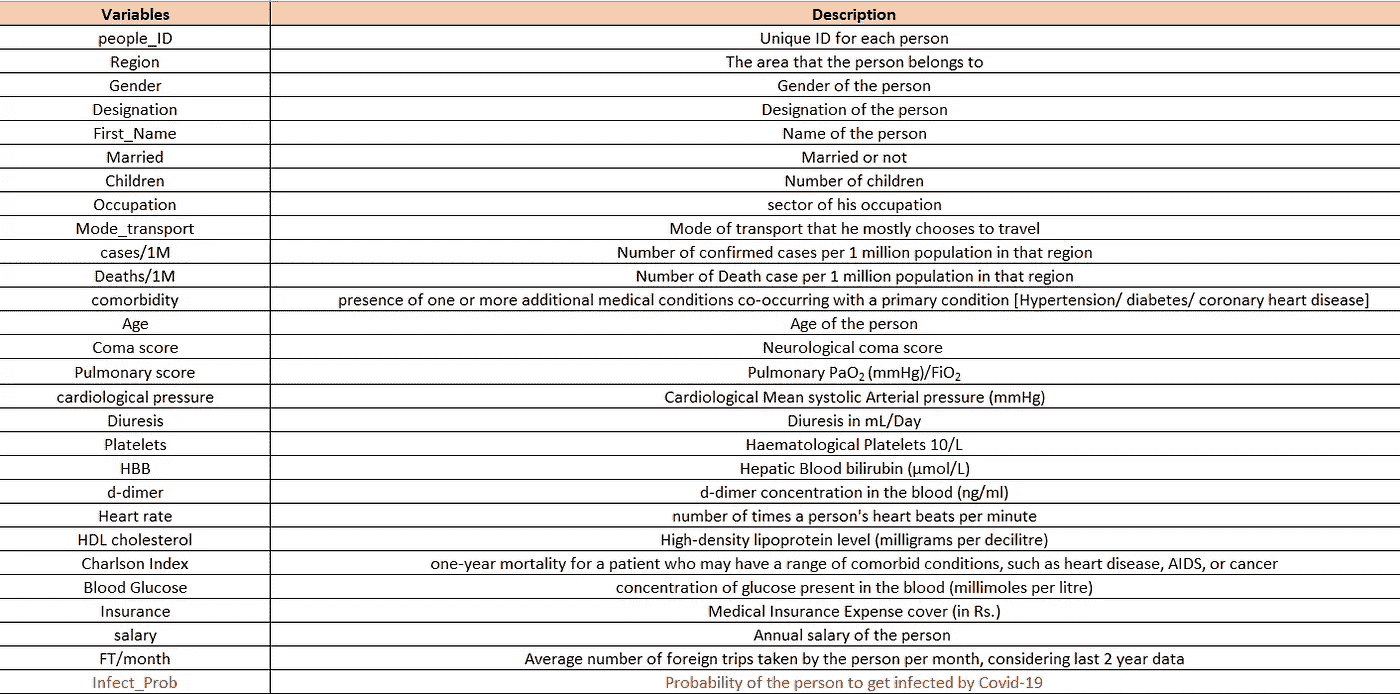 Variables Description
people_ID Unique ID for each person
Region The area that the person belongs to
Gender Gender of the person
Designation Designation of the person
First_Name Name of the person
Married Married or not
Children Number of children
Occupation sector of his occupation
Mode_transport Mode of transport that he mostly chooses to travel
cases/1M Number of confirmed cases per 1 million population in that region
Deaths/1M Number of Death case per 1 million population in that region
comorbidity presence of one or more additional medical conditions co-occurring with a primary condition [Hypertension/ diabetes/ coronary heart disease]
Age Age of the person
Coma score Neurological coma score
Pulmonary score Pulmonary PaO₂ (mmHg)/FiO₂
cardiological pressure Cardiological Mean systolic Arterial pressure (mmHg)
Diuresis Diuresis in mL/Day
Platelets Haematological Platelets 10/L
HBB Hepatic Blood bilirubin (μmol/L)
d-dimer d-dimer concentration in the blood (ng/ml)
Heart rate number of times a person's heart beats per minute
HDL cholesterol High-density lipoprotein level (milligrams per decilitre)
Charlson Index one-year mortality for a patient who may have a range of comorbid conditions, such as heart disease, AIDS, or cancer
Blood Glucose concentration of glucose present in the blood (millimoles per litre)
Insurance Medical Insurance Expense cover (in Rs.)
salary Annual salary of the person
FT/month Average number of foreign trips taken by the person per month, considering last 2 year data
Infect_Prob Probability of the person to get infected by Covid-19